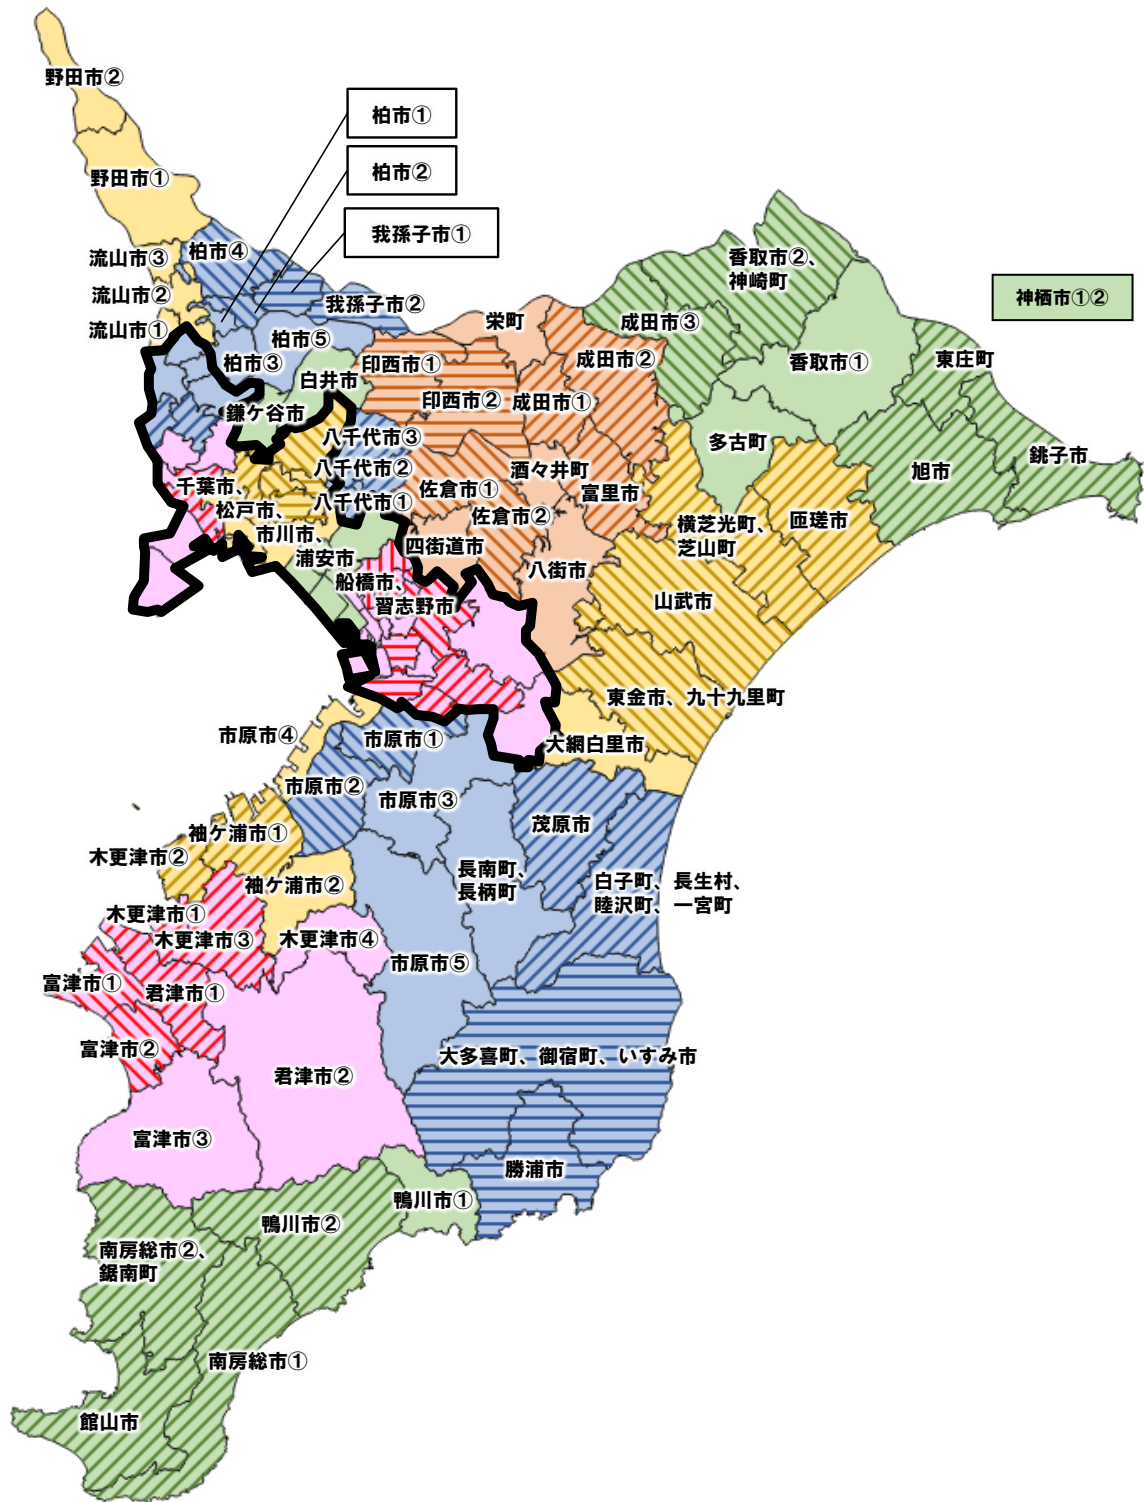 野田市②
野田市①
柏市①
柏市②
我孫子市①
流山市③
柏市④
流山市②
我孫子市②
流山市①
柏市⑤
柏市③
白井市
鎌ケ谷市
栄町
印西市①
印西市②
成田市①
成田市②
成田市③
香取市②、
神崎町
神栖市①②
香取市①
東庄町
多古町
旭市
銚子市
八千代市③
八千代市②
八千代市①
佐倉市①
佐倉市②
酒々井町
富里市
四街道市
八街市
横芝光町、
芝山町
匝瑳市
山武市
千葉市、
松戸市、
市川市、
浦安市
船橋市、
習志野市
東金市、九十九里町
大網白里市
市原市④
市原市①
市原市②
市原市③
茂原市
袖ケ浦市①
木更津市②
袖ケ浦市②
長南町、
長柄町
白子町、長生村、
睦沢町、一宮町
木更津市①
木更津市③
木更津市④
市原市⑤
富津市①
君津市①
富津市②
君津市②
大多喜町、御宿町、いすみ市
富津市③
勝浦市
鴨川市①
鴨川市②
南房総市②、
鋸南町
南房総市①
館山市